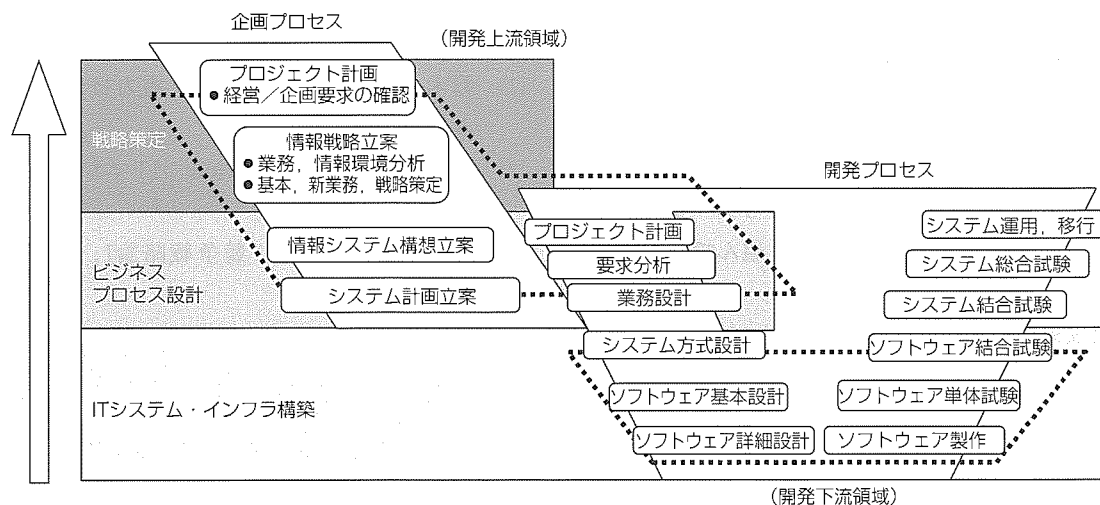 企画プロセス
（開発上流領域）
プロジェクト計画
● 経営／企画要求の確認
戦略策定
情報戦略立案
● 業務，情報環境分析
● 基本，新業務，戦略策定
開発プロセス
プロジェクト計画
システム運用，移行
情報システム構想立案
要求分析
システム総合試験
ビジネス
プロセス設計
システム計画立案
業務設計
システム結合試験
システム方式設計
ソフトウェア結合試験
ITシステム・インフラ構築
ソフトウェア基本設計
ソフトウェア単体試験
ソフトウェア詳細設計
ソフトウェア製作
（開発下流領域）